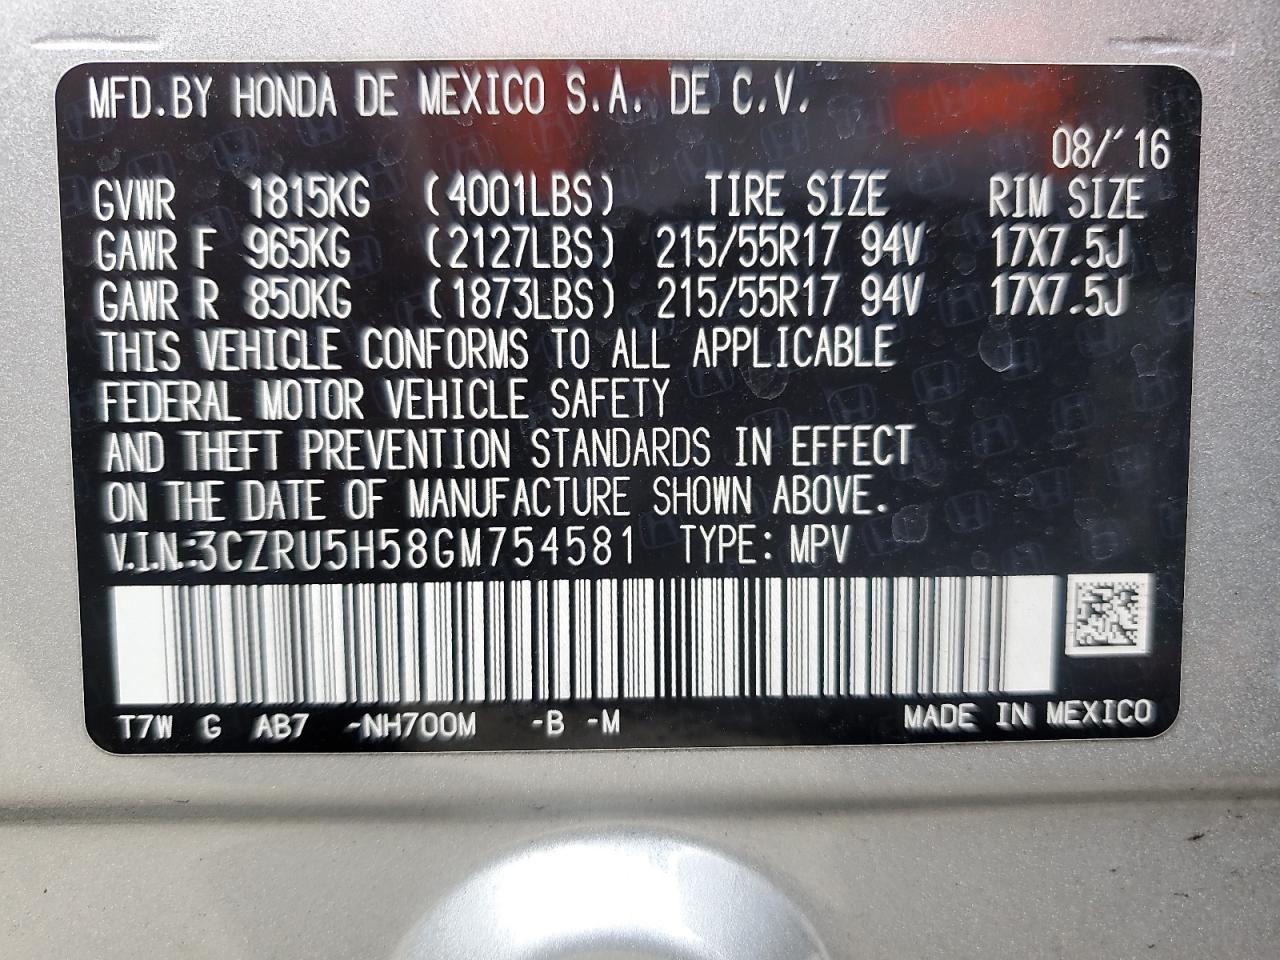 MFD.BY HONDA DE MEXICO S.A. DE C.V.
08/'16
GVWR 1815KG (4001LBS) TIRE SIZE RIM SIZE
GAWR F 965KG (2127LBS) 215/55R17 94V 17X7.5J
GAWR R 850KG (1873LBS) 215/55R17 94V 17X7.5J
THIS VEHICLE CONFORMS TO ALL APPLICABLE
FEDERAL MOTOR VEHICLE SAFETY
AND THEFT PREVENTION STANDARDS IN EFFECT
ON THE DATE OF MANUFACTURE SHOWN ABOVE.
V.I.N.:3CZRU5H58GM754581 TYPE: MPV
T7W G AB7 -NH700M -B -M MADE IN MEXICO